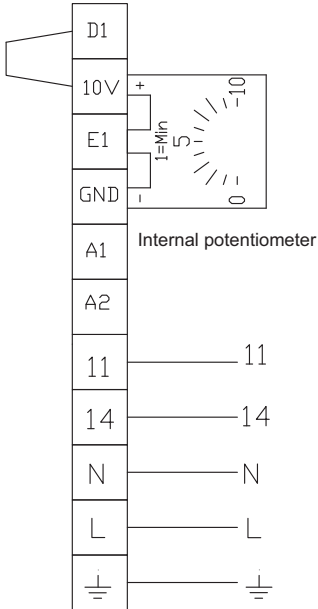 D1
10V
+
E1
1=Min
0
5
10
GND
-
A1
Internal potentiometer
A2
11
11
14
14
N
N
L
L